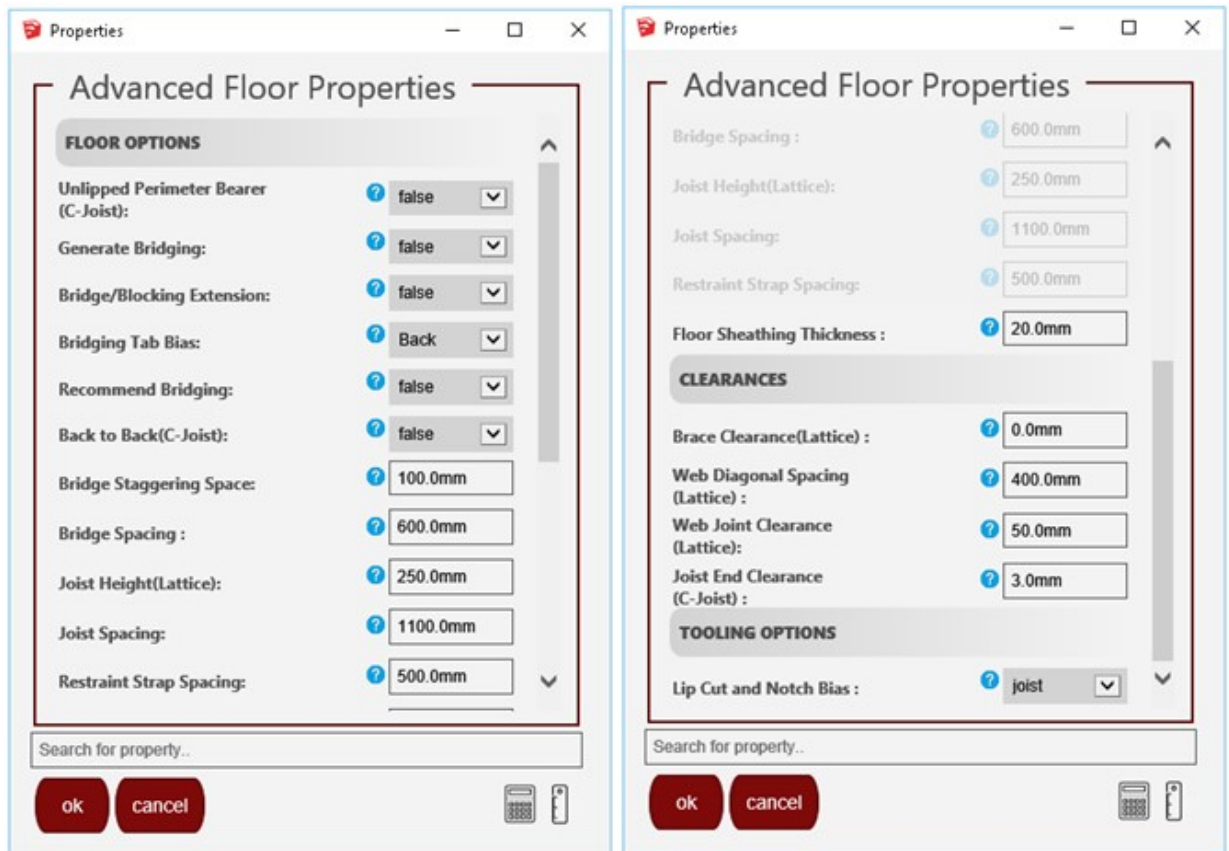 Properties
Advanced Floor Properties
FLOOR OPTIONS
Unlipped Perimeter Bearer
(C-Joist):
false
Generate Bridging:
false
Bridge/Blocking Extension:
false
Bridging Tab Bias:
Back
Recommend Bridging:
false
Back to Back(C-Joist):
false
Bridge Staggering Space:
100.0mm
Bridge Spacing :
600.0mm
Joist Height(Lattice):
250.0mm
Joist Spacing:
1100.0mm
Restraint Strap Spacing:
500.0mm
Search for property..
ok
cancel
Properties
Advanced Floor Properties
Bridge Spacing :
600.0mm
Joist Height(Lattice):
250.0mm
Joist Spacing:
1100.0mm
Restraint Strap Spacing:
500.0mm
Floor Sheathing Thickness :
20.0mm
CLEARANCES
Brace Clearance(Lattice) :
0.0mm
Web Diagonal Spacing
(Lattice) :
400.0mm
Web Joint Clearance
(Lattice):
50.0mm
Joist End Clearance
(C-Joist) :
3.0mm
TOOLING OPTIONS
Lip Cut and Notch Bias :
joist
Search for property..
ok
cancel